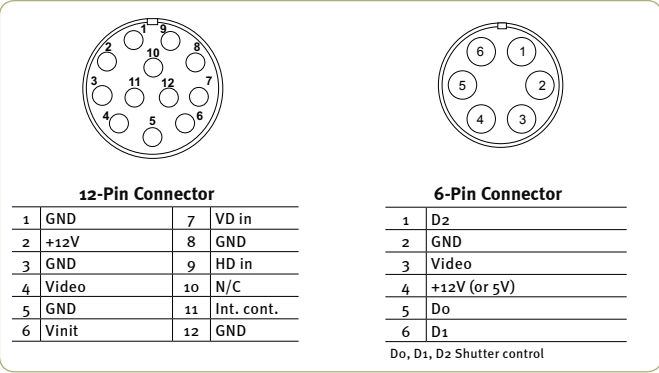 1 9
2 10 8
3 11 12 7
4 5 6
6 1
5 2
4 3
12-Pin Connector
1 GND 7 VD in
2 +12V 8 GND
3 GND 9 HD in
4 Video 10 N/C
5 GND 11 Int. cont.
6 Vinit 12 GND
6-Pin Connector
1 D2
2 GND
3 Video
4 +12V (or 5V)
5 Do
6 D1
Do, D1, D2 Shutter control